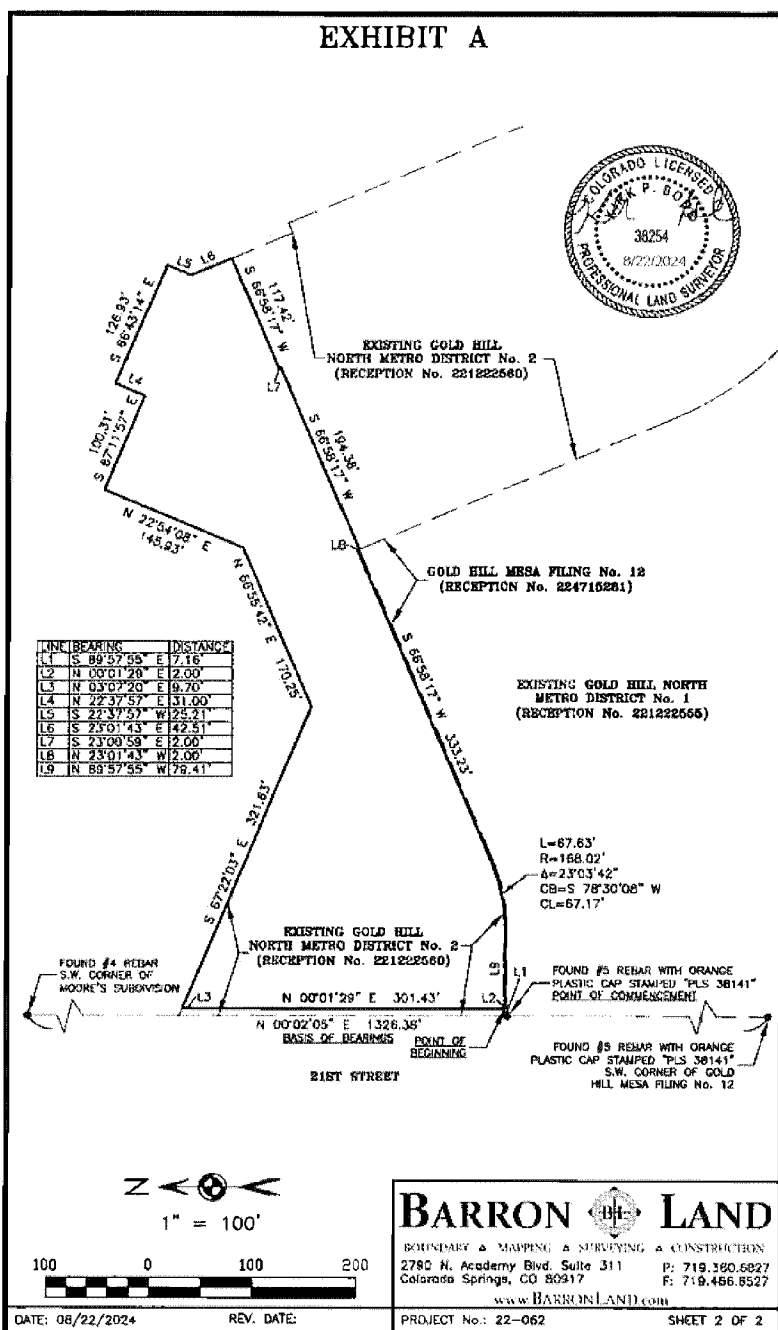 EXHIBIT A
COLORADO LICENSED
KIRK P. BOPP
38254
8/22/2024
PROFESSIONAL LAND SURVEYOR
L5
L6
126.93'
S 66°43'14" E
L4
100.31'
S 67°11'57" E
N 22°54'08" E
145.93'
N 66°55'42" E 170.25'
S 67°22'03" E 321.63'
117.42'
S 66°58'17" W
L7
194.38'
S 66°58'17" W
L8
S 66°58'17" W 333.23'
EXISTING GOLD HILL
NORTH METRO DISTRICT No. 2
(RECEPTION No. 221222560)
GOLD HILL MESA FILING No. 12
(RECEPTION No. 224715281)
EXISTING GOLD HILL NORTH
METRO DISTRICT No. 1
(RECEPTION No. 221222555)
LINE BEARING DISTANCE
L1 S 89°57'55" E 7.16'
L2 N 00°01'29" E 2.00'
L3 N 03°07'20" E 9.70'
L4 N 22°37'57" E 31.00'
L5 S 22°37'57" W 25.21'
L6 S 23°01'43" E 42.51'
L7 S 23°00'59" E 2.00'
L8 N 23°01'43" W 2.00'
L9 N 89°57'55" W 79.41'
L=67.63'
R=168.02'
Δ=23°03'42"
CB=S 78°30'08" W
CL=67.17'
EXISTING GOLD HILL
NORTH METRO DISTRICT No. 2
(RECEPTION No. 221222560)
L9
L1
FOUND #4 REBAR
S.W. CORNER OF
MOORE'S SUBDIVISION
FOUND #5 REBAR WITH ORANGE
PLASTIC CAP STAMPED "PLS 38141"
POINT OF COMMENCEMENT
L3
N 00°01'29" E 301.43'
L2
N 00°02'05" E 1326.38'
BASIS OF BEARINGS
POINT OF
BEGINNING
FOUND #5 REBAR WITH ORANGE
PLASTIC CAP STAMPED "PLS 38141"
S.W. CORNER OF GOLD
HILL MESA FILING No. 12
21ST STREET
N
1" = 100'
100 0 100 200
BARRON BHL LAND
BOUNDARY ▲ MAPPING ▲ SURVEYING ▲ CONSTRUCTION
2790 N. Academy Blvd. Suite 311 P: 719.360.6827
Colorado Springs, CO 80917 F: 719.466.6527
www.BARRONLAND.com
DATE: 08/22/2024 REV. DATE: PROJECT No.: 22-062 SHEET 2 OF 2